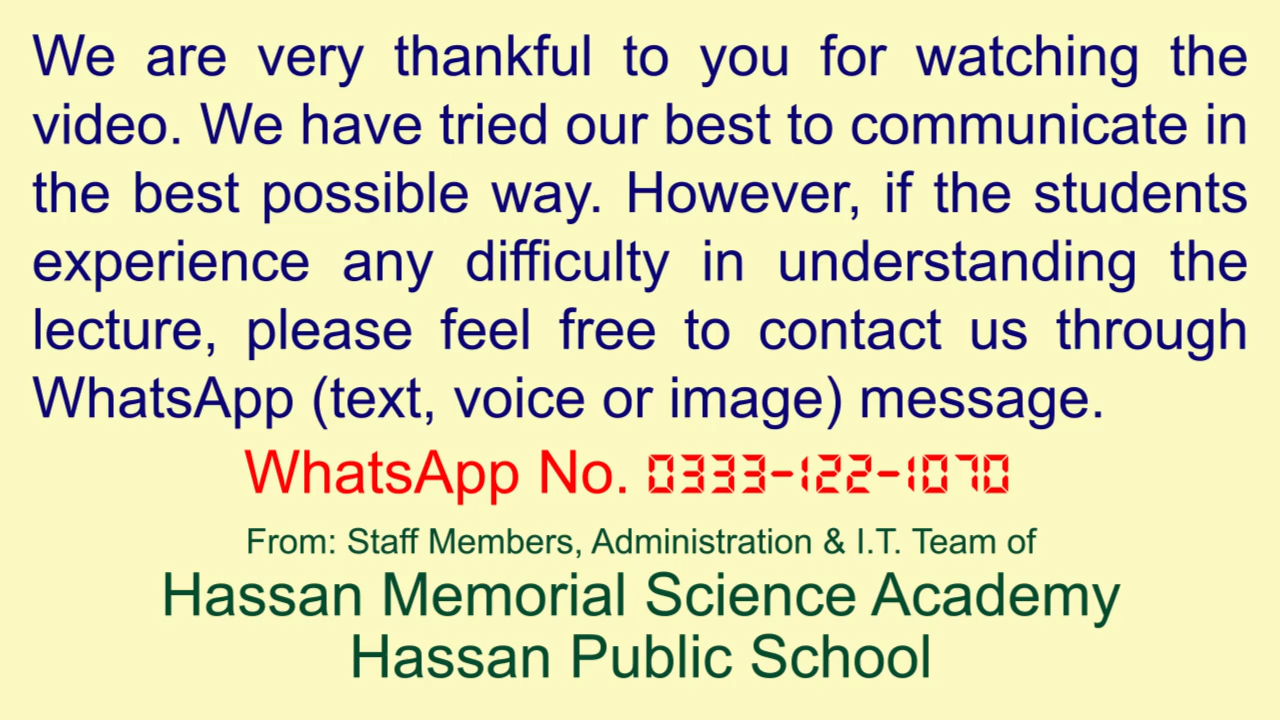 We are very thankful to you for watching the
video. We have tried our best to communicate in
the best possible way. However, if the students
experience any difficulty in understanding the
lecture, please feel free to contact us through
WhatsApp (text, voice or image) message.
WhatsApp No. 0333-122-1070
From: Staff Members, Administration & I.T. Team of
Hassan Memorial Science Academy
Hassan Public School